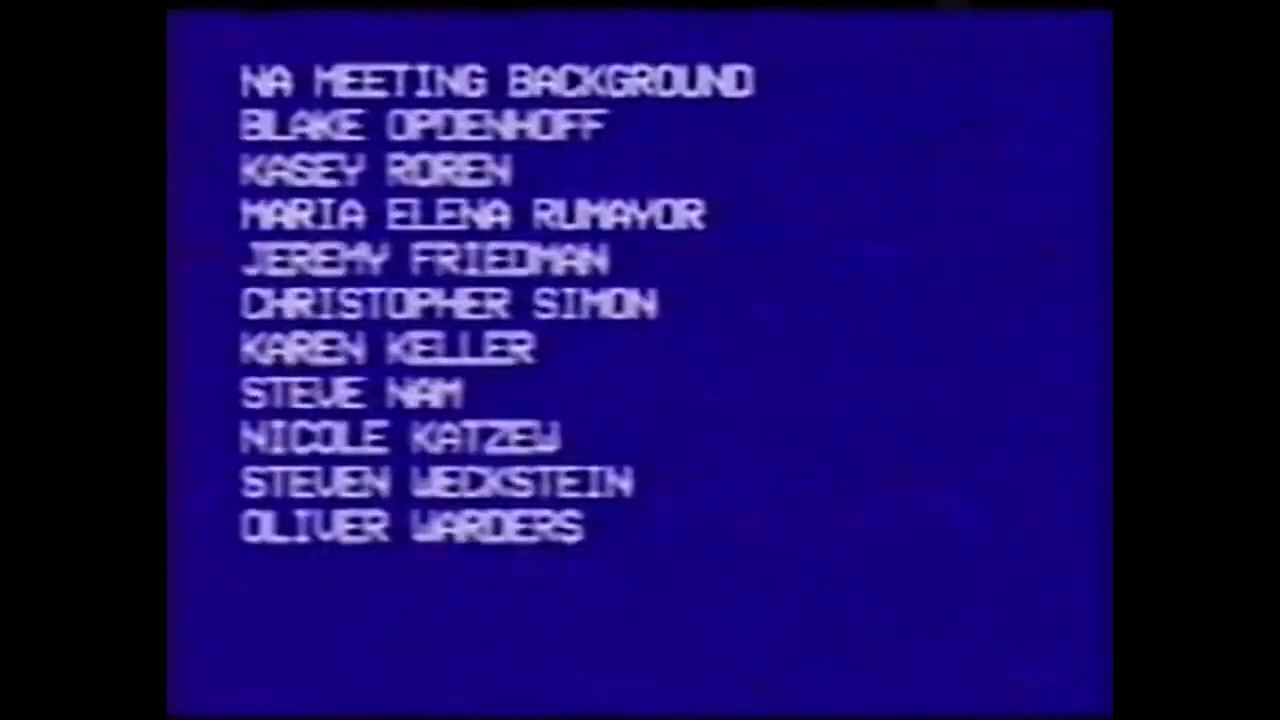 NA MEETING BACKGROUND
BLAKE OPDENHOFF
KASEY ROREN
MARIA ELENA RUMAYOR
JEREMY FRIEDMAN
CHRISTOPHER SIMON
KAREN KELLER
STEVE NAM
NICOLE KATZEW
STEVEN WECKSTEIN
OLIVER WARDERS